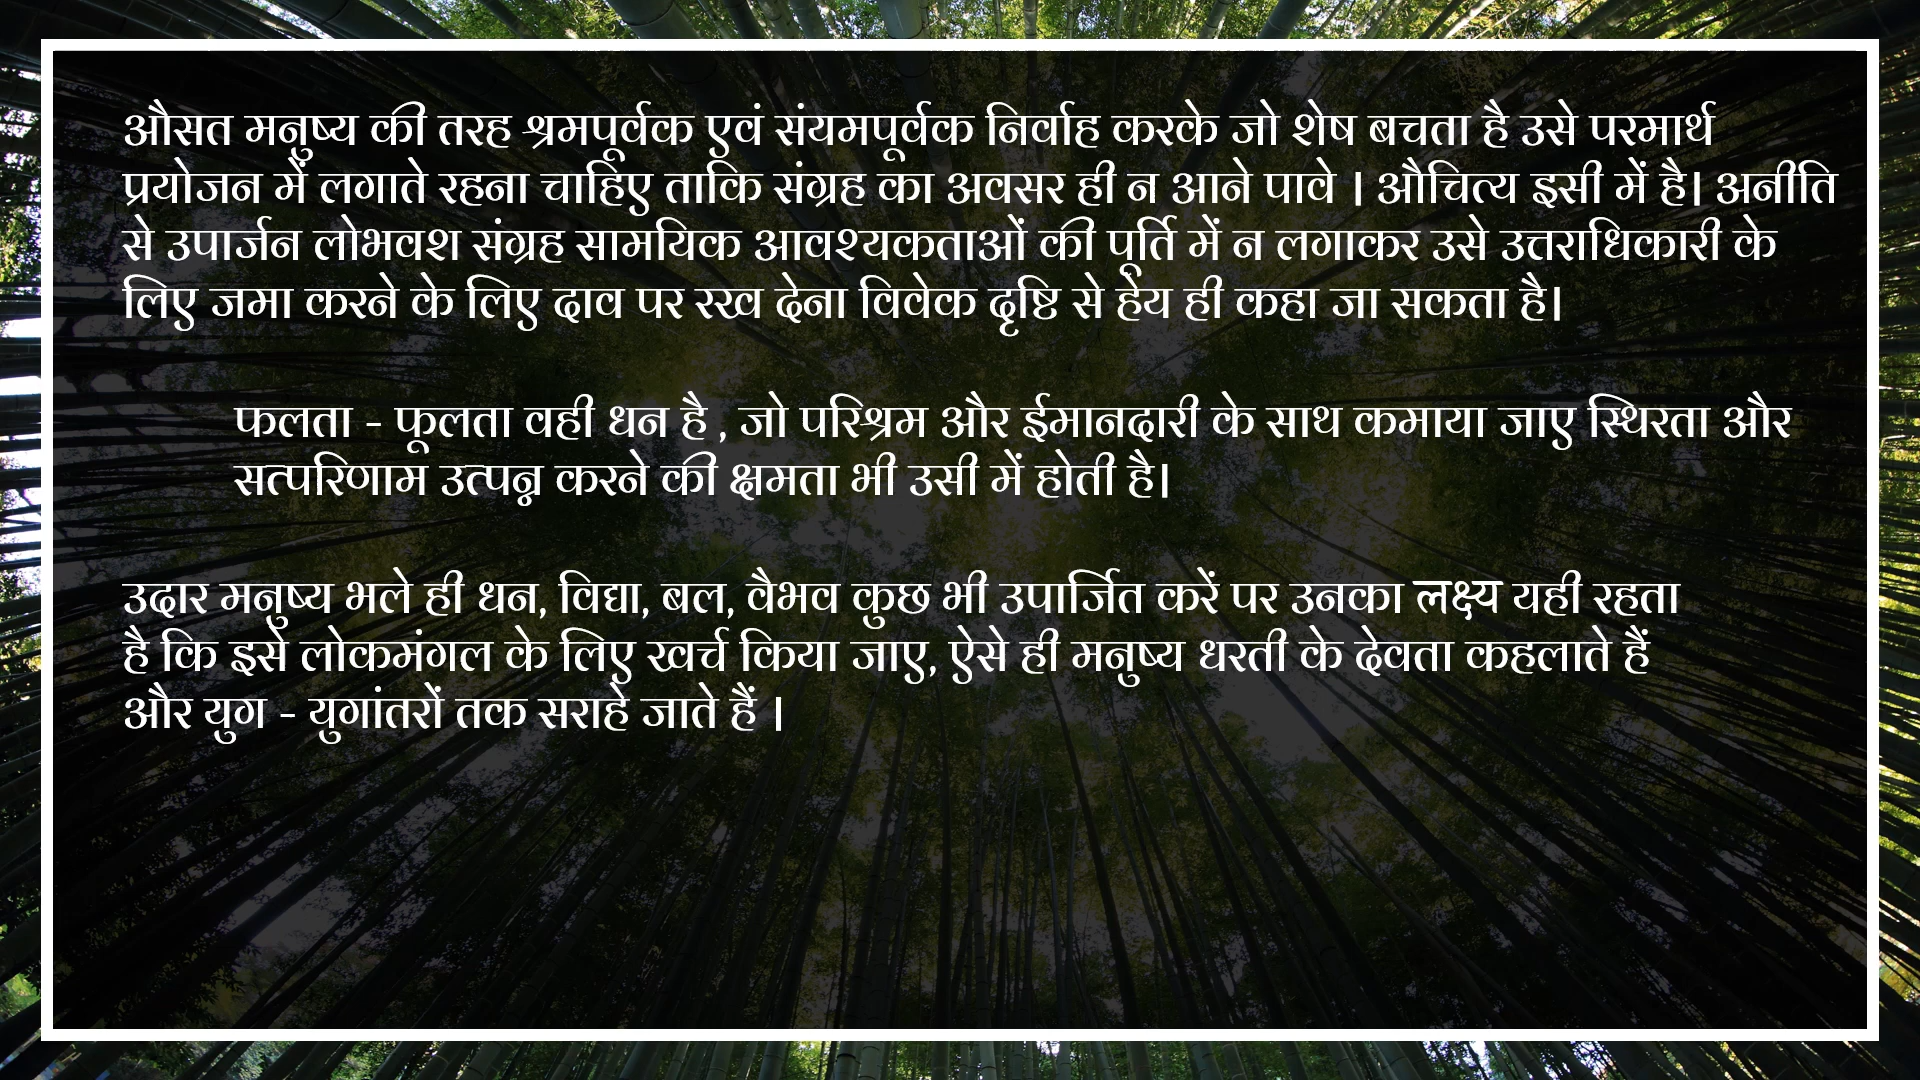 औसत मनुष्य की तरह श्रमपूर्वक एवं संयमपूर्वक निर्वाह करके जो शेष बचता है उसे परमार्थ
प्रयोजन में लगाते रहना चाहिए ताकि संग्रह का अवसर ही न आने पावे । औचित्य इसी में है। अनीति
से उपार्जन लोभवश संग्रह सामयिक आवश्यकताओं की पूर्ति में न लगाकर उसे उत्तराधिकारी के
लिए जमा करने के लिए दाव पर रख देना विवेक दृष्टि से हेय ही कहा जा सकता है।
फलता - फूलता वही धन है , जो परिश्रम और ईमानदारी के साथ कमाया जाए स्थिरता और
सत्परिणाम उत्पन्न करने की क्षमता भी उसी में होती है।
उदार मनुष्य भले ही धन, विद्या, बल, वैभव कुछ भी उपार्जित करें पर उनका लक्ष्य यही रहता
है कि इसे लोकमंगल के लिए खर्च किया जाए, ऐसे ही मनुष्य धरती के देवता कहलाते हैं
और युग - युगांतरों तक सराहे जाते हैं ।